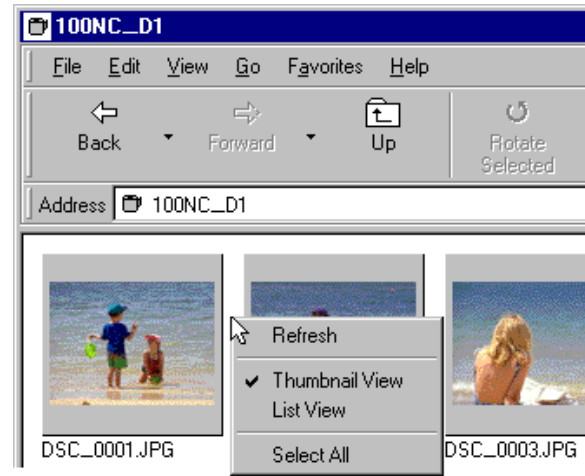 100NC_D1
File Edit View Go Favorites Help
Back Forward Up Rotate
Selected
Address 100NC_D1
Refresh
Thumbnail View
List View
Select All
DSC_0001.JPG DSC_0003.JPG